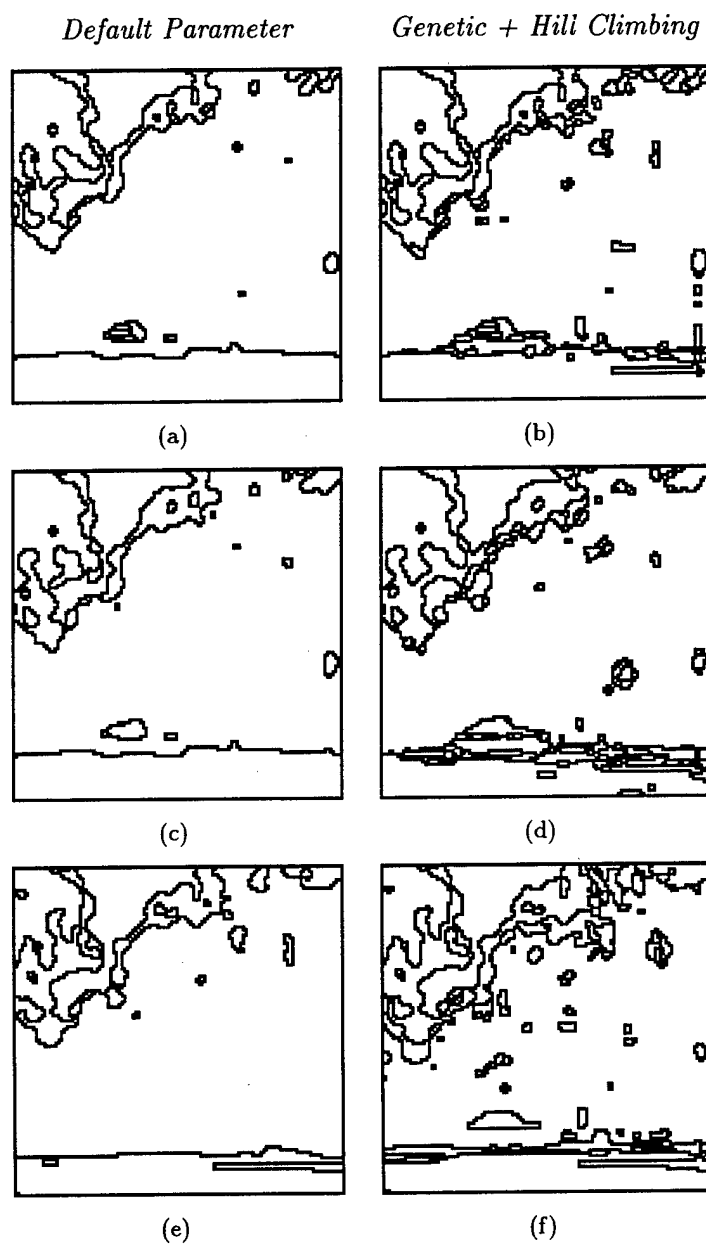 Default Parameter
Genetic + Hill Climbing
(a)
(b)
(c)
(d)
(e)
(f)